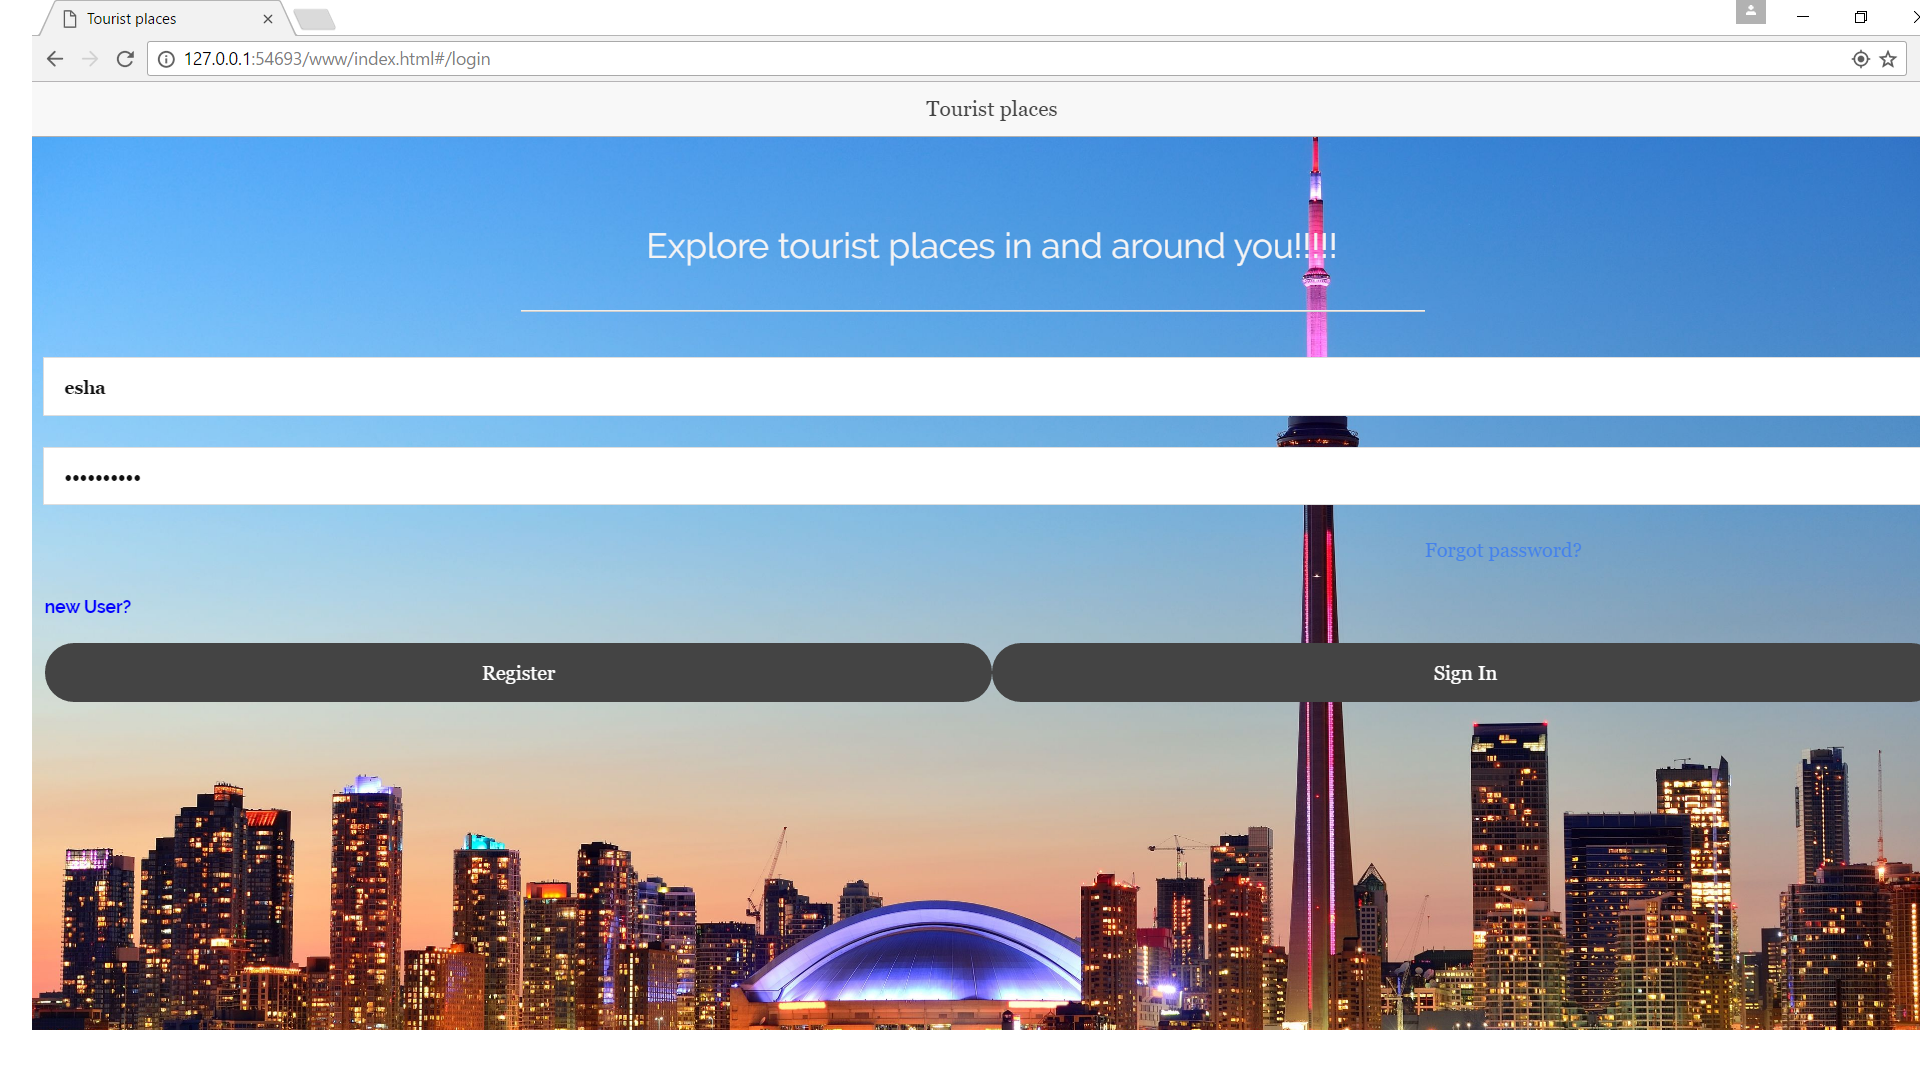 Tourist places
127.0.0.1:54693/www/index.html#/login
Tourist places
Explore tourist places in and around you!!!!!
esha
••••••••••
Forgot password?
new User?
Register
Sign In